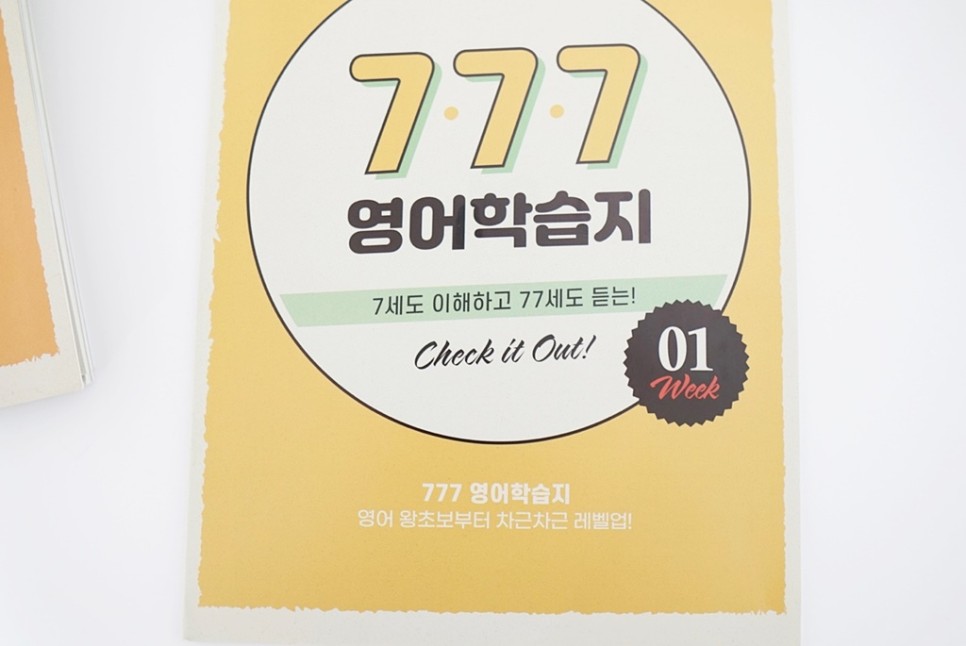 7·7·7
영어학습지
7세도 이해하고 77세도 듣는!
Check it Out!
01
Week
777 영어학습지
영어 왕초보부터 차근차근 레벨업!